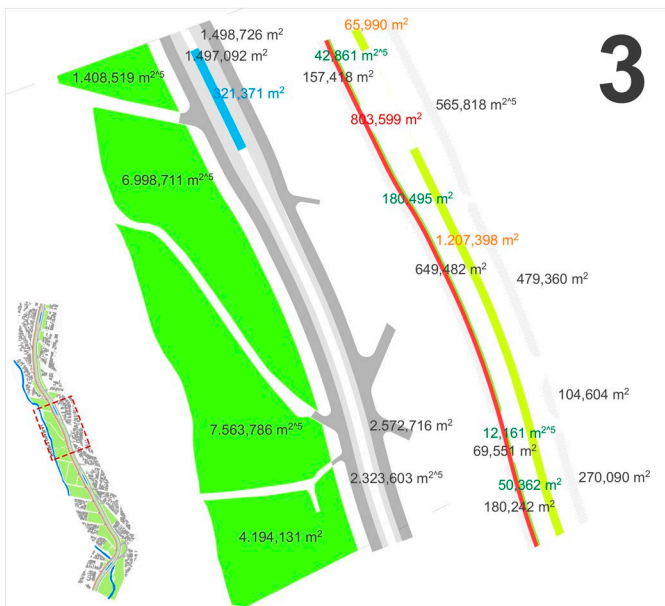 3
1.498,726 m²
1.497,092 m²
1.408,519 m²^5
321,371 m²
6.998,711 m²^5
7.563,786 m²^5
2.572,716 m²
2.323,603 m²^5
4.194,131 m²
65,990 m²
42,861 m²^5
157,418 m²
565,818 m²^5
803,599 m²
180,495 m²
1.207,398 m²
649,482 m²
479,360 m²
104,604 m²
12,161 m²^5
69,551 m²
270,090 m²
50,362 m²
180,242 m²